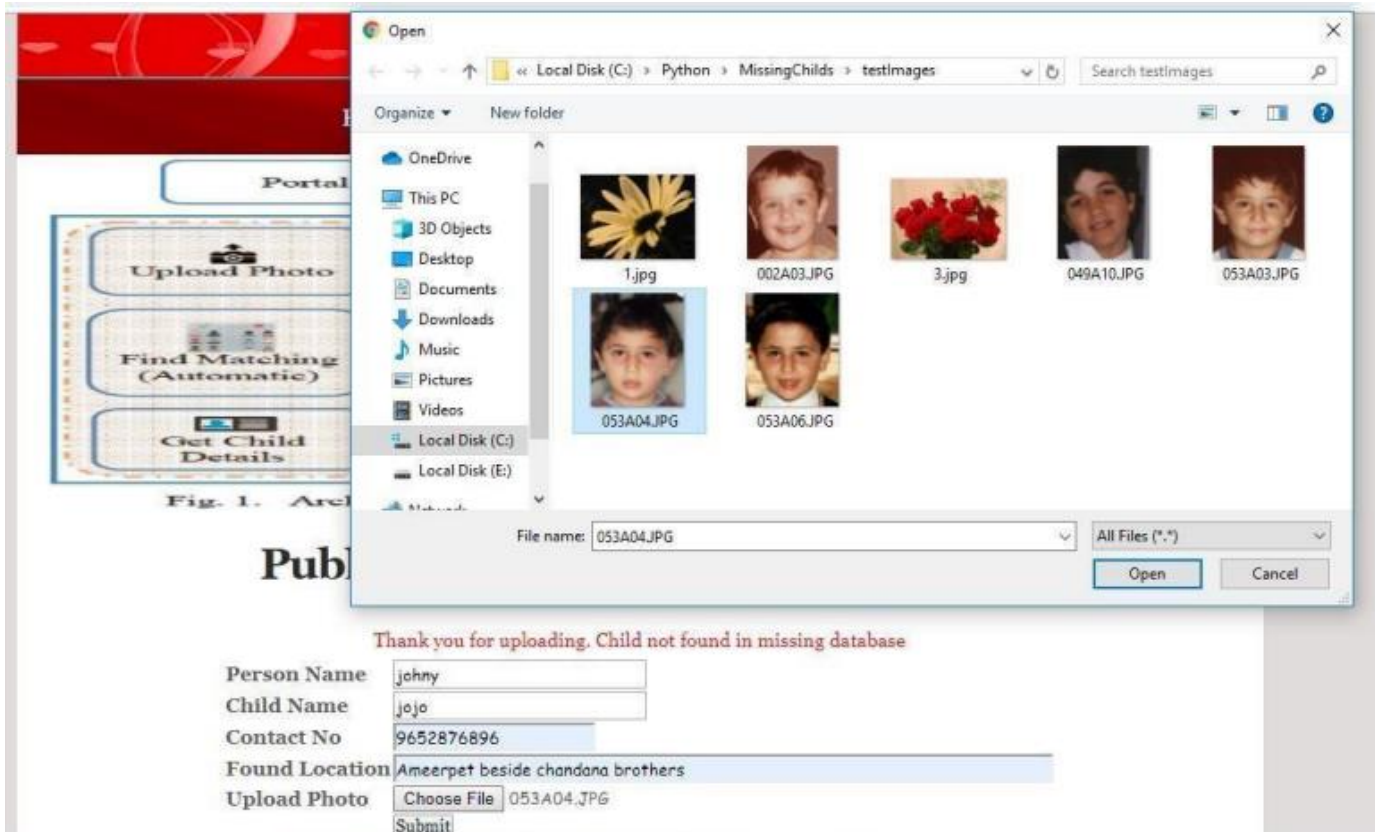 Open
« Local Disk (C:) › Python › MissingChilds › testImages
Search testImages
Organize
New folder
OneDrive
This PC
3D Objects
Desktop
Documents
Downloads
Music
Pictures
Videos
Local Disk (C:)
Local Disk (E:)
Network
1.jpg
002A03.JPG
3.jpg
049A10.JPG
053A03.JPG
053A04.JPG
053A06.JPG
File name: 053A04.JPG
All Files (*.*)
Open
Cancel
Portal
Upload Photo
Find Matching
(Automatic)
Get Child
Details
Fig. 1.
Thank you for uploading. Child not found in missing database
Person Name johny
Child Name jojo
Contact No 9652876896
Found Location Ameerpet beside chandana brothers
Upload Photo Choose File 053A04.JPG
Submit